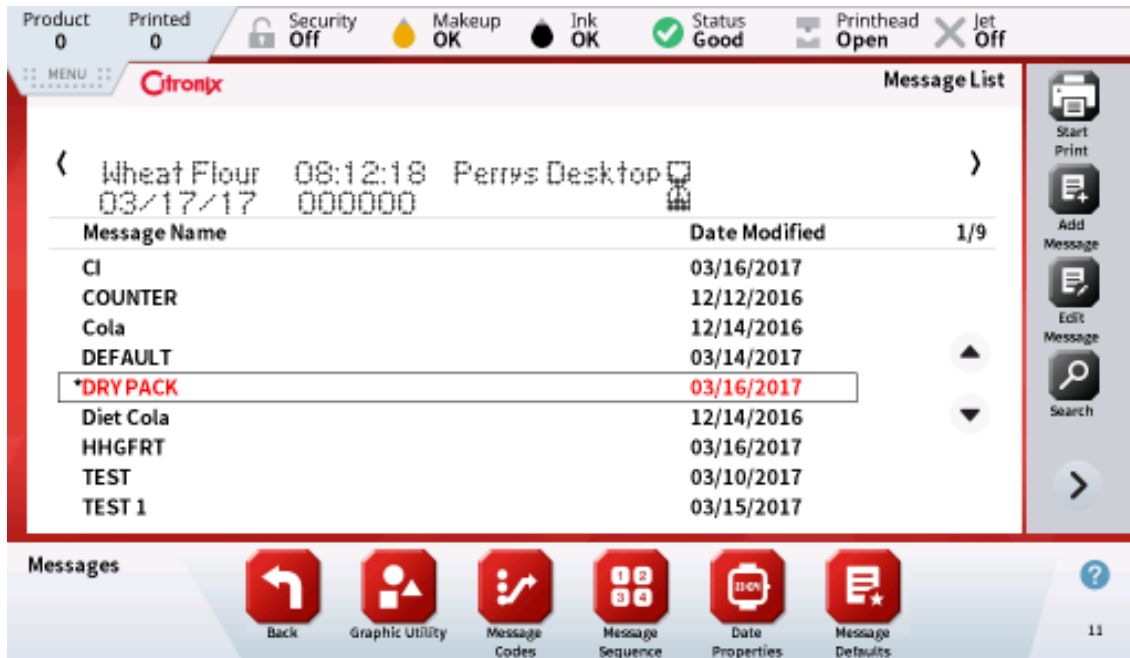 Product Printed Security Makeup Ink Status Printhead Jet
0 0 Off OK OK Good Open Off
MENU
Citronix
Message List
Wheat Flour 08:12:18 Perrys Desktop
03/17/17 000000
Message Name Date Modified 1/9
CI 03/16/2017
COUNTER 12/12/2016
Cola 12/14/2016
DEFAULT 03/14/2017
*DRY PACK 03/16/2017
Diet Cola 12/14/2016
HHGFRT 03/16/2017
TEST 03/10/2017
TEST 1 03/15/2017
Start
Print
Add
Message
Edit
Message
Search
Messages
1 2
3 4
Back Graphic Utility Message Message Date Message
Codes Sequence Properties Defaults
?
11